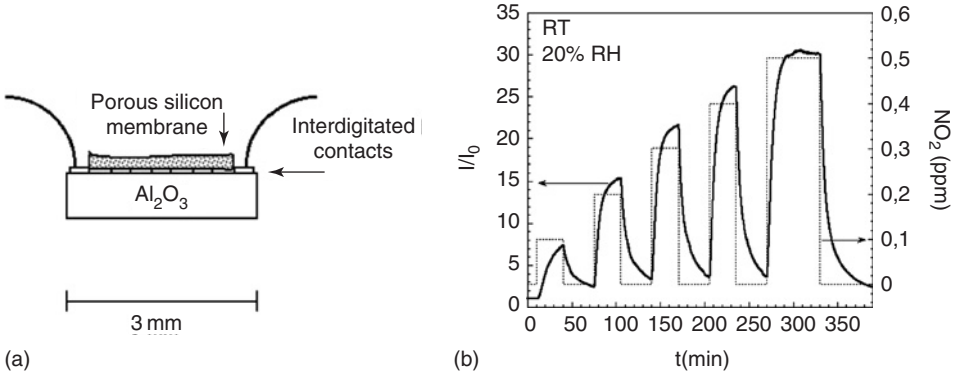 Porous silicon
membrane
Interdigitated
contacts
Al2O3
3 mm
(a)
RT
20% RH
I/I0
35
30
25
20
15
10
5
0
0 50 100 150 200 250 300 350
t(min)
0,6
0,5
0,4
0,3
0,2
0,1
0
NO2 (ppm)
(b)